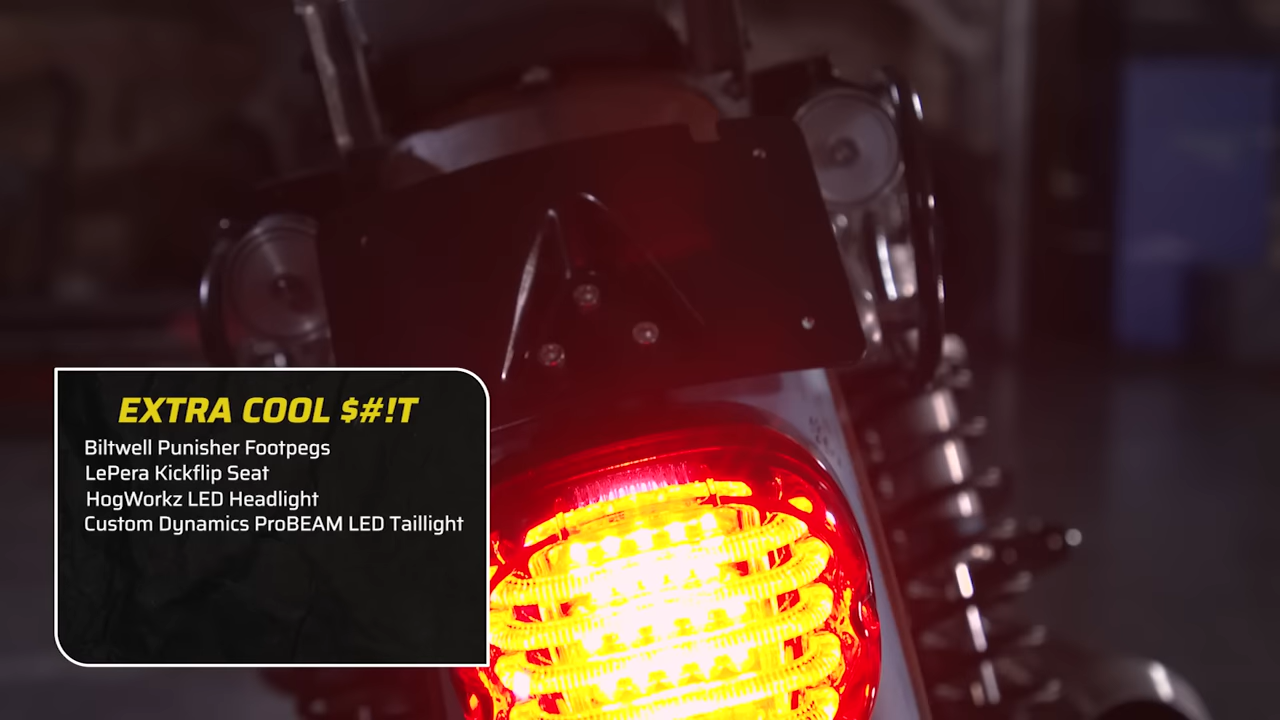 EXTRA COOL $#!T
Biltwell Punisher Footpegs
LePera Kickflip Seat
HogWorkz LED Headlight
Custom Dynamics ProBEAM LED Taillight